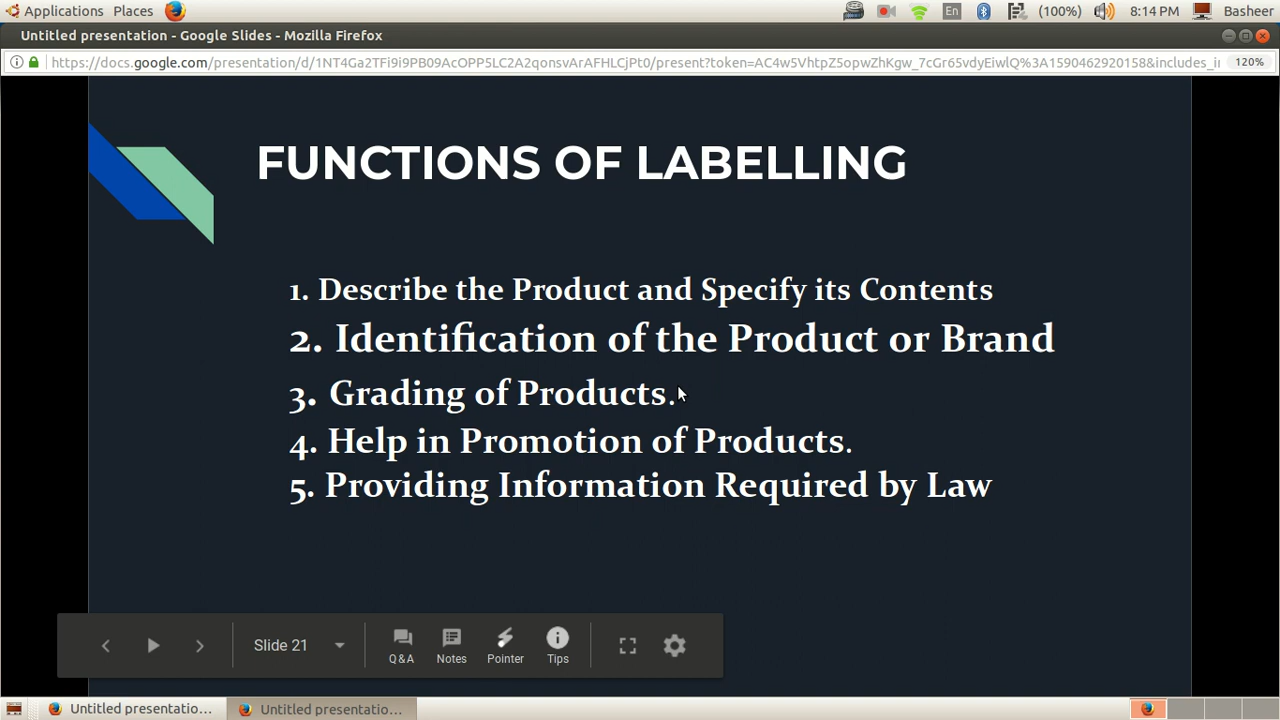 Applications Places En (100%) 8:14 PM Basheer
Untitled presentation - Google Slides - Mozilla Firefox
https://docs.google.com/presentation/d/1NT4Ga2TFi9i9PB09AcOPP5LC2A2qonsvArAFHLCjPt0/present?token=AC4w5VhtpZ5opwZhKgw_7cGr65vdyEiwlQ%3A1590462920158&includes_i 120%
FUNCTIONS OF LABELLING
1. Describe the Product and Specify its Contents
2. Identification of the Product or Brand
3. Grading of Products.
4. Help in Promotion of Products.
5. Providing Information Required by Law
Slide 21 Q&A Notes Pointer Tips
Untitled presentatio... Untitled presentatio...